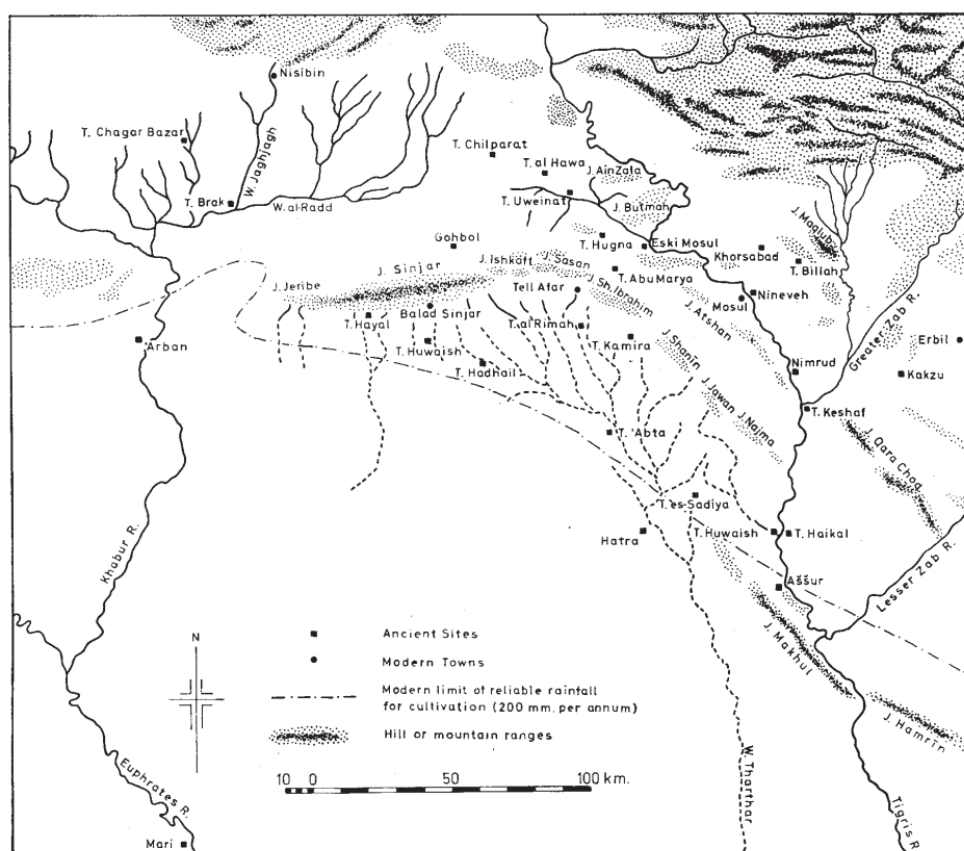 Nisibin
T. Chagar Bazar
W. Jaghjagh
T. Chilparat
T. al Hawa
J. Ain Zala
T. Brak
W. al-Radd
T. Uweinat
J. Butmah
J. Maqlub
Gohbol
T. Hugna
Eski Mosul
Khorsabad
T. Billah
J. Sinjar
J. Ishkaft
J. Sasan
T. Abu Marya
J. Jeribe
Tell Afar
J. Sh. Ibrahim
Nineveh
Mosul
J. Atshan
Greater Zab R.
T. Hayal
Balad Sinjar
T. al Rimah
Arban
T. Huwaish
T. Kamira
Erbil
T. Hadhail
J. Shanin
Nimrud
Kakzu
J. Jawan
J. Najma
T. Keshaf
T. 'Abta
J. Qara Choq
T. es-Sadiya
Khabur R.
Hatra
T. Huwaish
T. Haikal
Lesser Zab R.
Aššur
N
Ancient Sites
Modern Towns
J. Makhul
Modern limit of reliable rainfall
for cultivation (200 mm. per annum)
Hill or mountain ranges
J. Hamrin
10 0 50 100 km.
Euphrates R.
W. Tharthar
Tigris R
Mari